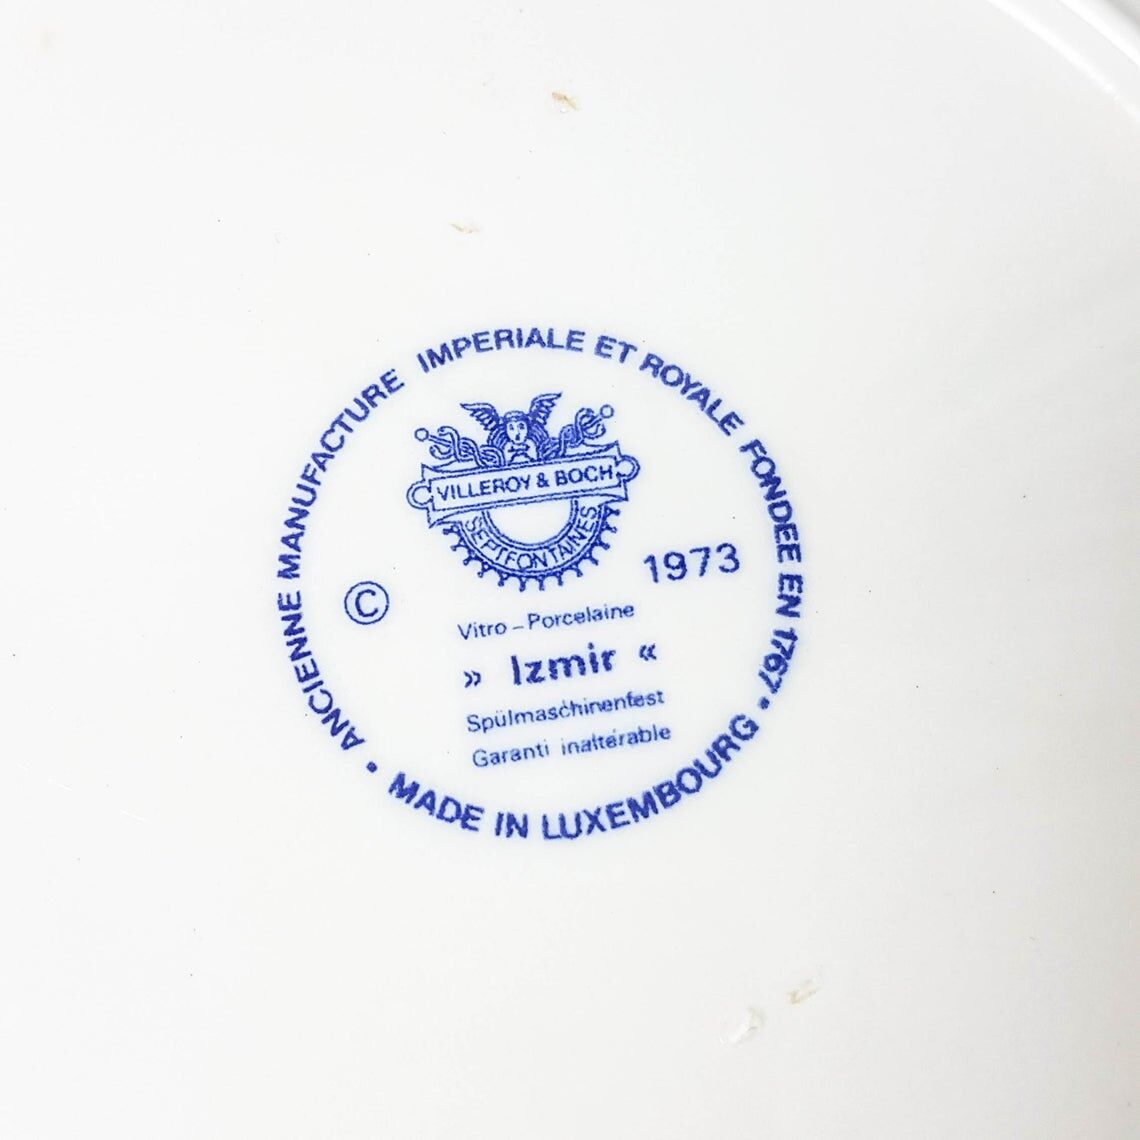 ANCIENNE MANUFACTURE IMPERIALE ET ROYALE FONDEE EN 1767 •
VILLEROY & BOCH
SEPTFONTAINES
© 1973
Vitro – Porcelaine
» Izmir «
Spülmaschinenfest
Garanti inaltérable
• MADE IN LUXEMBOURG